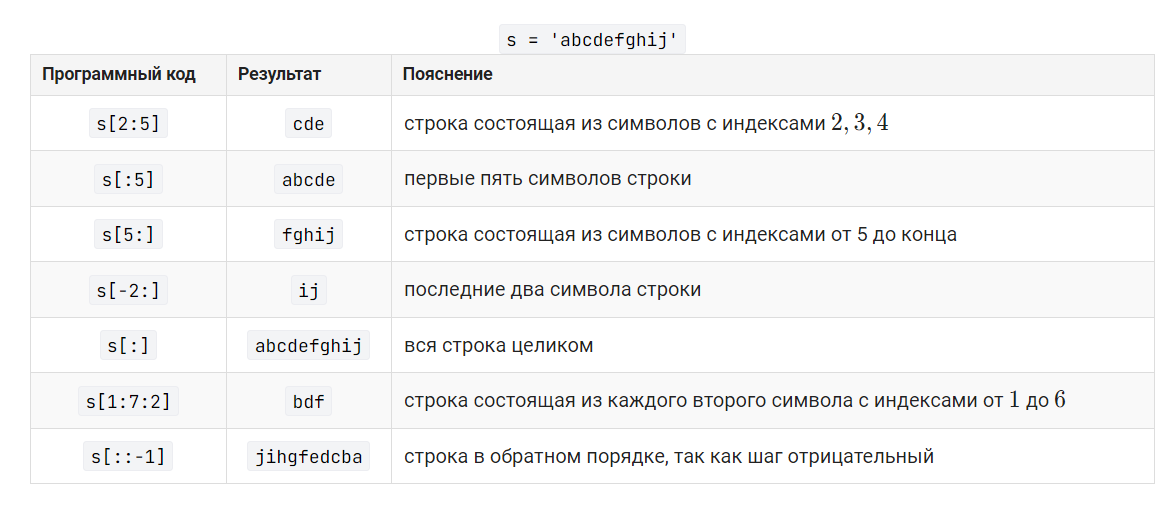 s = 'abcdefghij'
Программный код Результат Пояснение
s[2:5] cde строка состоящая из символов с индексами 2, 3, 4
s[:5] abcde первые пять символов строки
s[5:] fghij строка состоящая из символов с индексами от 5 до конца
s[-2:] ij последние два символа строки
s[:] abcdefghij вся строка целиком
s[1:7:2] bdf строка состоящая из каждого второго символа с индексами от 1 до 6
s[::-1] jihgfedcba строка в обратном порядке, так как шаг отрицательный